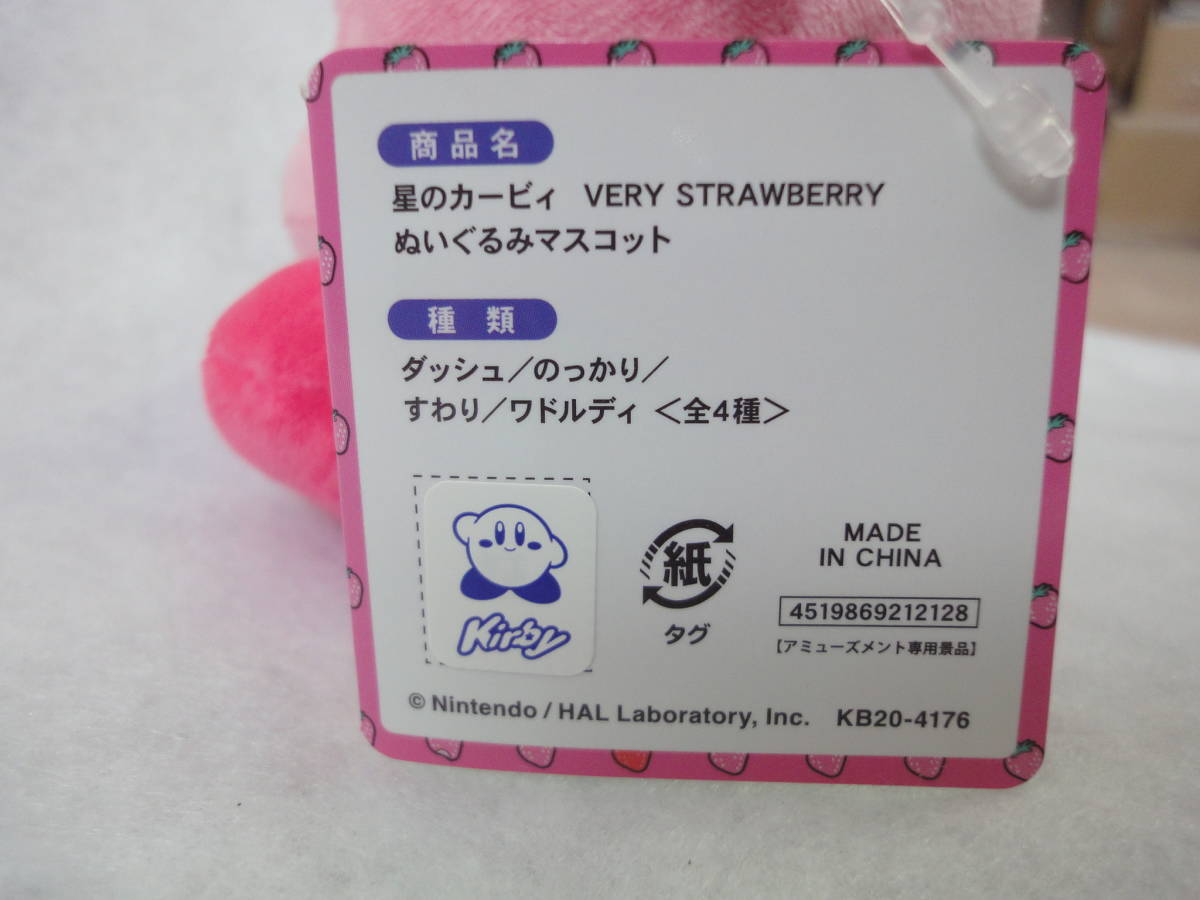 商品名
星のカービィ VERY STRAWBERRY
ぬいぐるみマスコット
種類
ダッシュ／のっかり／
すわり／ワドルディ ＜全4種＞
Kirby
紙
タグ
MADE
IN CHINA
4519869212128
【アミューズメント専用景品】
© Nintendo / HAL Laboratory, Inc. KB20-4176